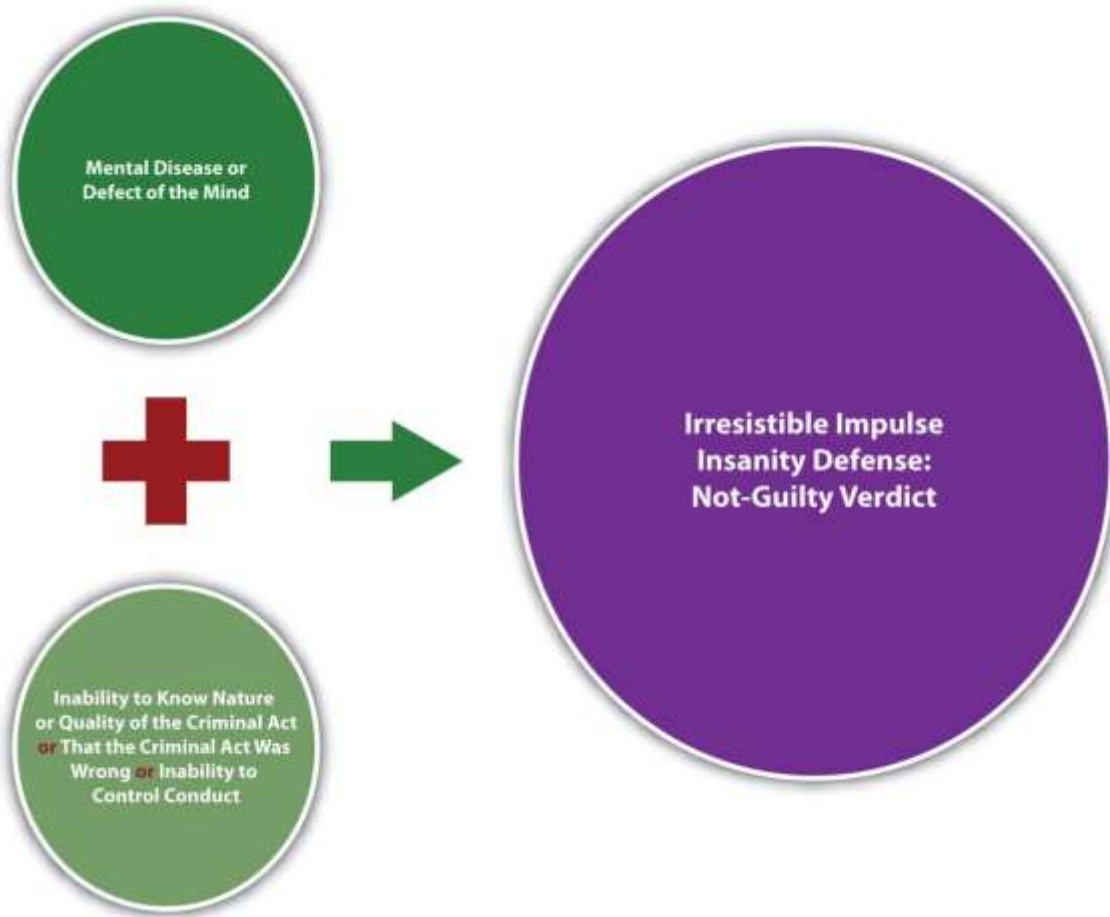 Mental Disease or
Defect of the Mind
Irresistible Impulse
Insanity Defense:
Not-Guilty Verdict
Inability to Know Nature
or Quality of the Criminal Act
or That the Criminal Act Was
Wrong or Inability to
Control Conduct